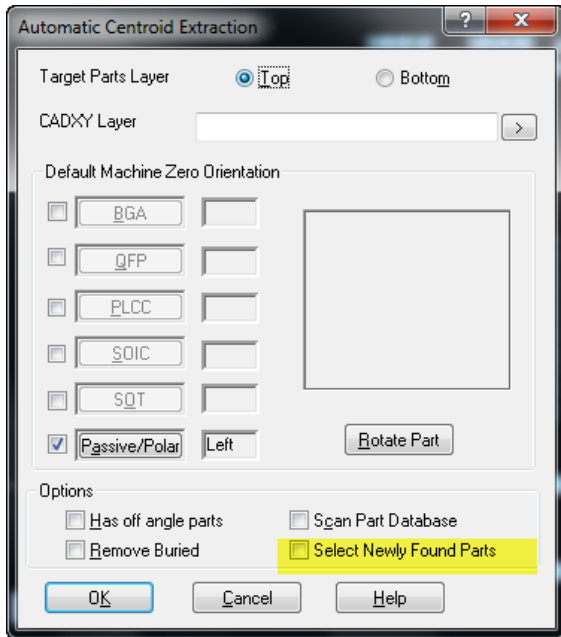 Automatic Centroid Extraction
?
X
Target Parts Layer Top Bottom
CADXY Layer >
Default Machine Zero Orientation
BGA
QFP
PLCC
SOIC
SOT
Passive/Polar Left Rotate Part
Options
Has off angle parts Scan Part Database
Remove Buried Select Newly Found Parts
OK Cancel Help